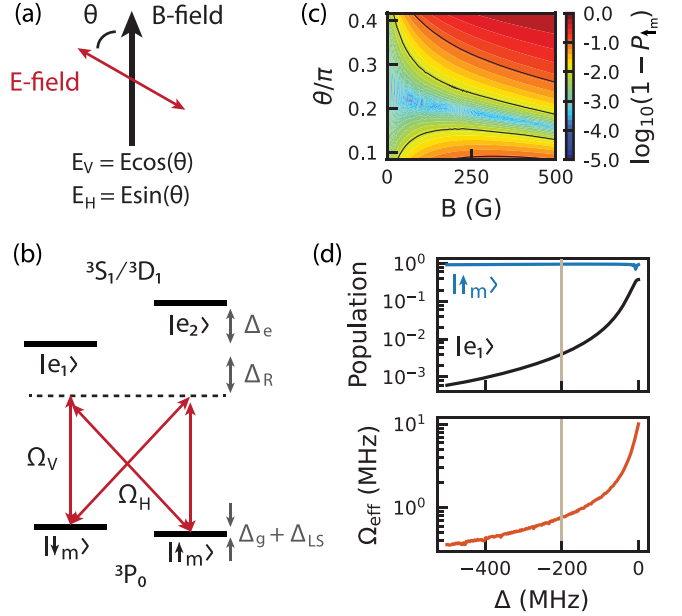 (a)
θ
B-field
E-field
E_V = Ecos(θ)
E_H = Esin(θ)
(b)
³S₁/³D₁
|e₂⟩
Δₑ
|e₁⟩
Δ_R
Ω_V
Ω_H
|↓ₘ⟩
|↑ₘ⟩
Δ_g + Δ_LS
³P₀
(c)
θ/π
0.4
0.3
0.2
0.1
0
250
500
B (G)
0.0
-1.0
-2.0
-3.0
-4.0
-5.0
log₁₀(1 − P_↑m)
(d)
Population
10⁰
10⁻¹
10⁻²
10⁻³
|↑ₘ⟩
|e₁⟩
Ω_eff (MHz)
10¹
10⁰
−400
−200
0
Δ (MHz)